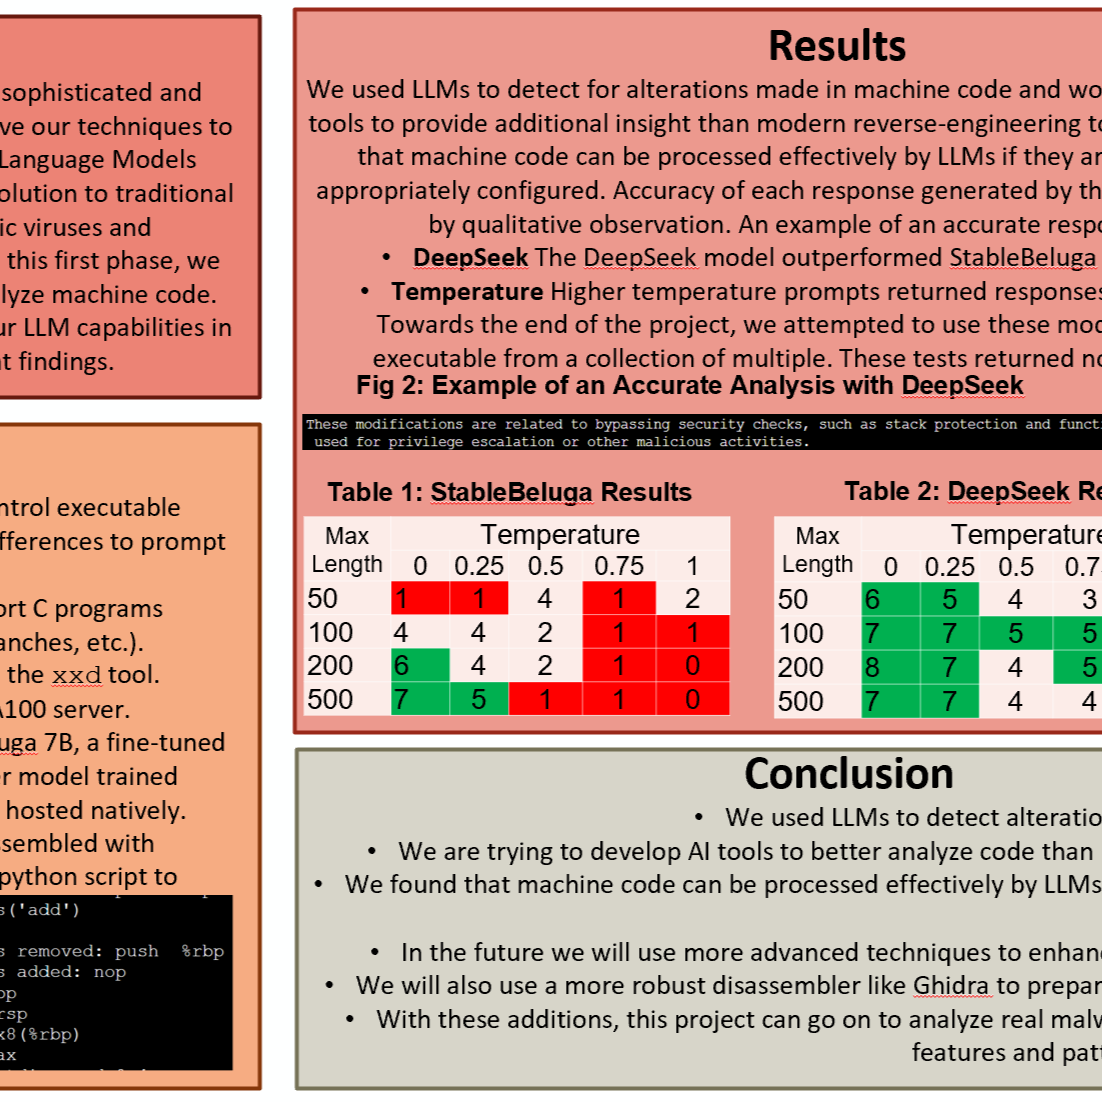 sophisticated and
ve our techniques to
Language Models
olution to traditional
ic viruses and
this first phase, we
lyze machine code.
ur LLM capabilities in
t findings.
ntrol executable
fferences to prompt
ort C programs
anches, etc.).
the xxd tool.
A100 server.
uga 7B, a fine-tuned
er model trained
hosted natively.
ssembled with
python script to
s('add')
s removed: push %rbp
s added: nop
op
rsp
x8(%rbp)
ax
Results
We used LLMs to detect for alterations made in machine code and wo
tools to provide additional insight than modern reverse-engineering to
that machine code can be processed effectively by LLMs if they ar
appropriately configured. Accuracy of each response generated by th
by qualitative observation. An example of an accurate respo
• DeepSeek The DeepSeek model outperformed StableBeluga
• Temperature Higher temperature prompts returned responses
Towards the end of the project, we attempted to use these mod
executable from a collection of multiple. These tests returned no
Fig 2: Example of an Accurate Analysis with DeepSeek
These modifications are related to bypassing security checks, such as stack protection and functi
used for privilege escalation or other malicious activities.
Table 1: StableBeluga Results
Max Length Temperature
0 0.25 0.5 0.75 1
50 1 1 4 1 2
100 4 4 2 1 1
200 6 4 2 1 0
500 7 5 1 1 0
Table 2: DeepSeek Re
Max Length Temperature
0 0.25 0.5 0.7
50 6 5 4 3
100 7 7 5 5
200 8 7 4 5
500 7 7 4 4
Conclusion
• We used LLMs to detect alteratio
• We are trying to develop AI tools to better analyze code than
• We found that machine code can be processed effectively by LLMs
• In the future we will use more advanced techniques to enhan
• We will also use a more robust disassembler like Ghidra to prepar
• With these additions, this project can go on to analyze real malw
features and patt